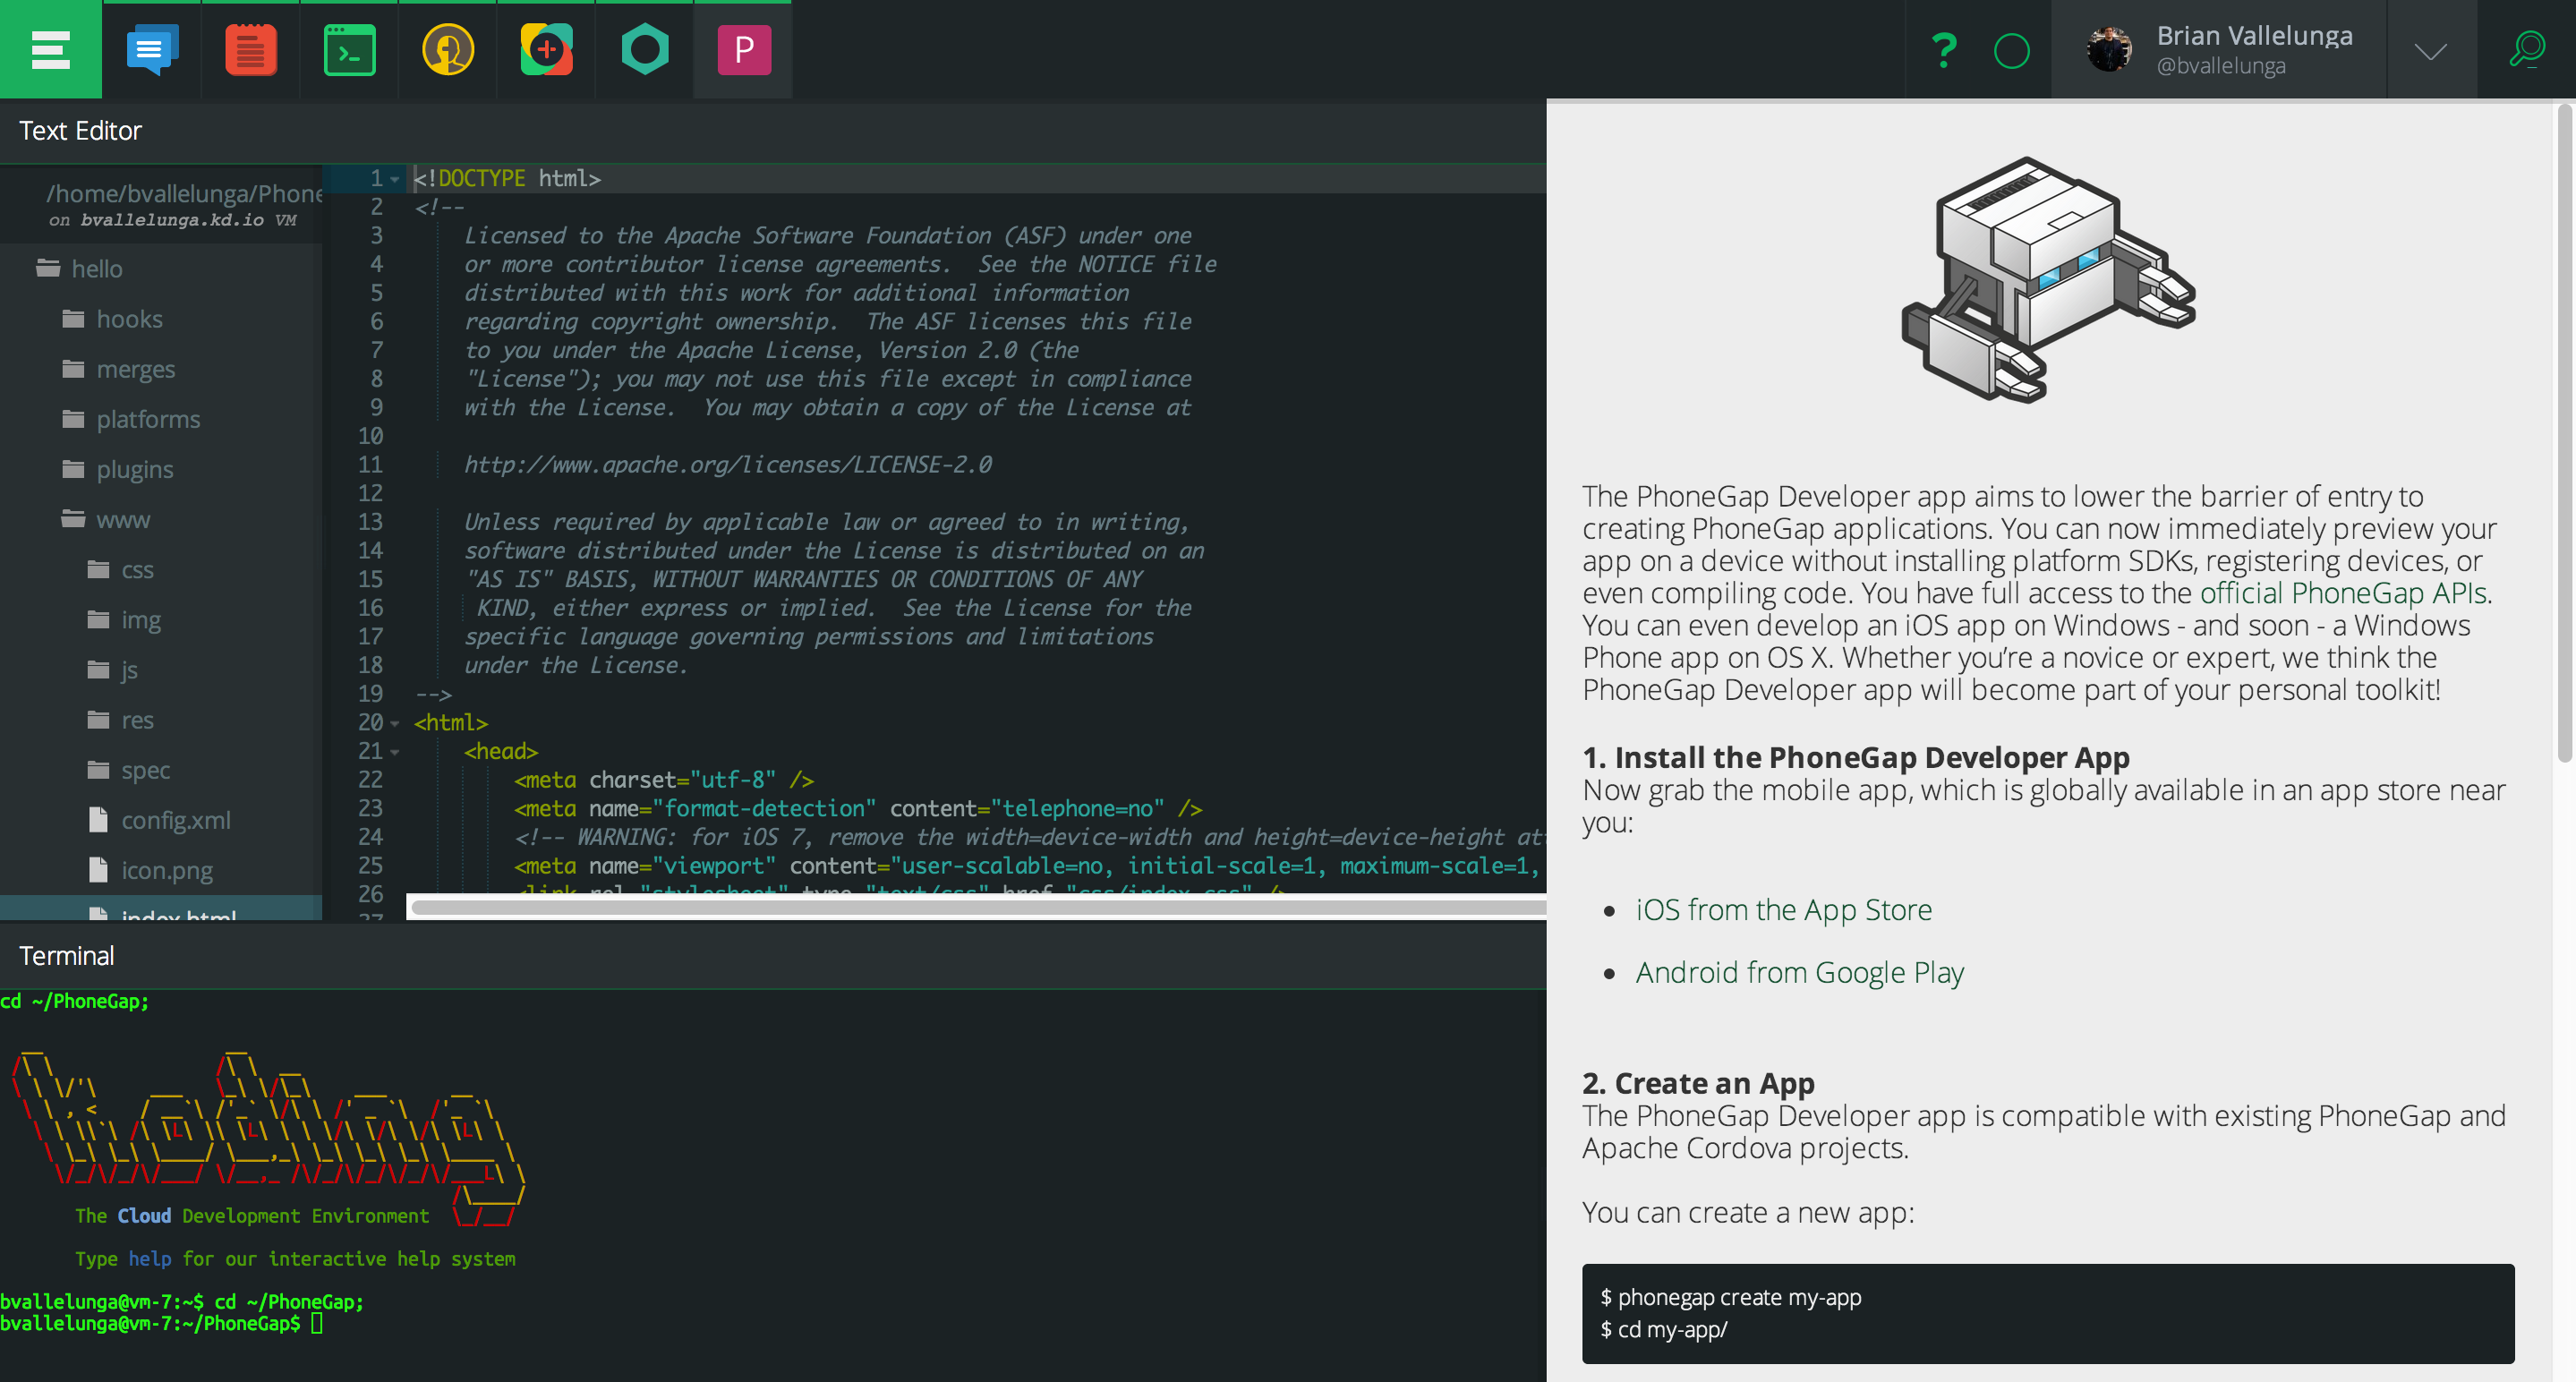 P
?
Brian Vallelunga
@bvallelunga
Text Editor
/home/bvallelunga/Phone
on bvallelunga.kd.io VM
hello
hooks
merges
platforms
plugins
www
css
img
js
res
spec
config.xml
icon.png
index.html
1 <!DOCTYPE html>
2 <!--
3 Licensed to the Apache Software Foundation (ASF) under one
4 or more contributor license agreements.  See the NOTICE file
5 distributed with this work for additional information
6 regarding copyright ownership.  The ASF licenses this file
7 to you under the Apache License, Version 2.0 (the
8 "License"); you may not use this file except in compliance
9 with the License.  You may obtain a copy of the License at
10
11 http://www.apache.org/licenses/LICENSE-2.0
12
13 Unless required by applicable law or agreed to in writing,
14 software distributed under the License is distributed on an
15 "AS IS" BASIS, WITHOUT WARRANTIES OR CONDITIONS OF ANY
16 KIND, either express or implied.  See the License for the
17 specific language governing permissions and limitations
18 under the License.
19 -->
20 <html>
21 <head>
22 <meta charset="utf-8" />
23 <meta name="format-detection" content="telephone=no" />
24 <!-- WARNING: for iOS 7, remove the width=device-width and height=device-height att
25 <meta name="viewport" content="user-scalable=no, initial-scale=1, maximum-scale=1,
26 <link rel="stylesheet" type="text/css" href="css/index.css" />
27
Terminal
cd ~/PhoneGap;
Koding
The Cloud Development Environment
Type help for our interactive help system
bvallelunga@vm-7:~$ cd ~/PhoneGap;
bvallelunga@vm-7:~/PhoneGap$
The PhoneGap Developer app aims to lower the barrier of entry to
creating PhoneGap applications. You can now immediately preview your
app on a device without installing platform SDKs, registering devices, or
even compiling code. You have full access to the official PhoneGap APIs.
You can even develop an iOS app on Windows - and soon - a Windows
Phone app on OS X. Whether you’re a novice or expert, we think the
PhoneGap Developer app will become part of your personal toolkit!
1. Install the PhoneGap Developer App
Now grab the mobile app, which is globally available in an app store near
you:
• iOS from the App Store
• Android from Google Play
2. Create an App
The PhoneGap Developer app is compatible with existing PhoneGap and
Apache Cordova projects.
You can create a new app:
$ phonegap create my-app
$ cd my-app/